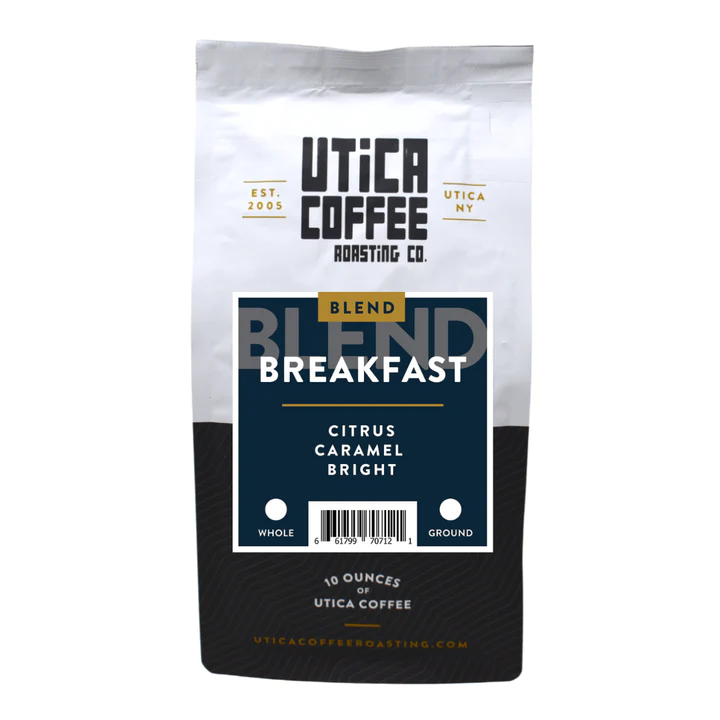 UTiCA
COFFEE
ROASTiNG CO.
EST.
2005
UTICA
NY
BLEND
BLEND
BREAKFAST
CITRUS
CARAMEL
BRIGHT
WHOLE
GROUND
6 61799 70712 1
10 OUNCES
OF
UTICA COFFEE
UTICACOFFEEROASTING.COM